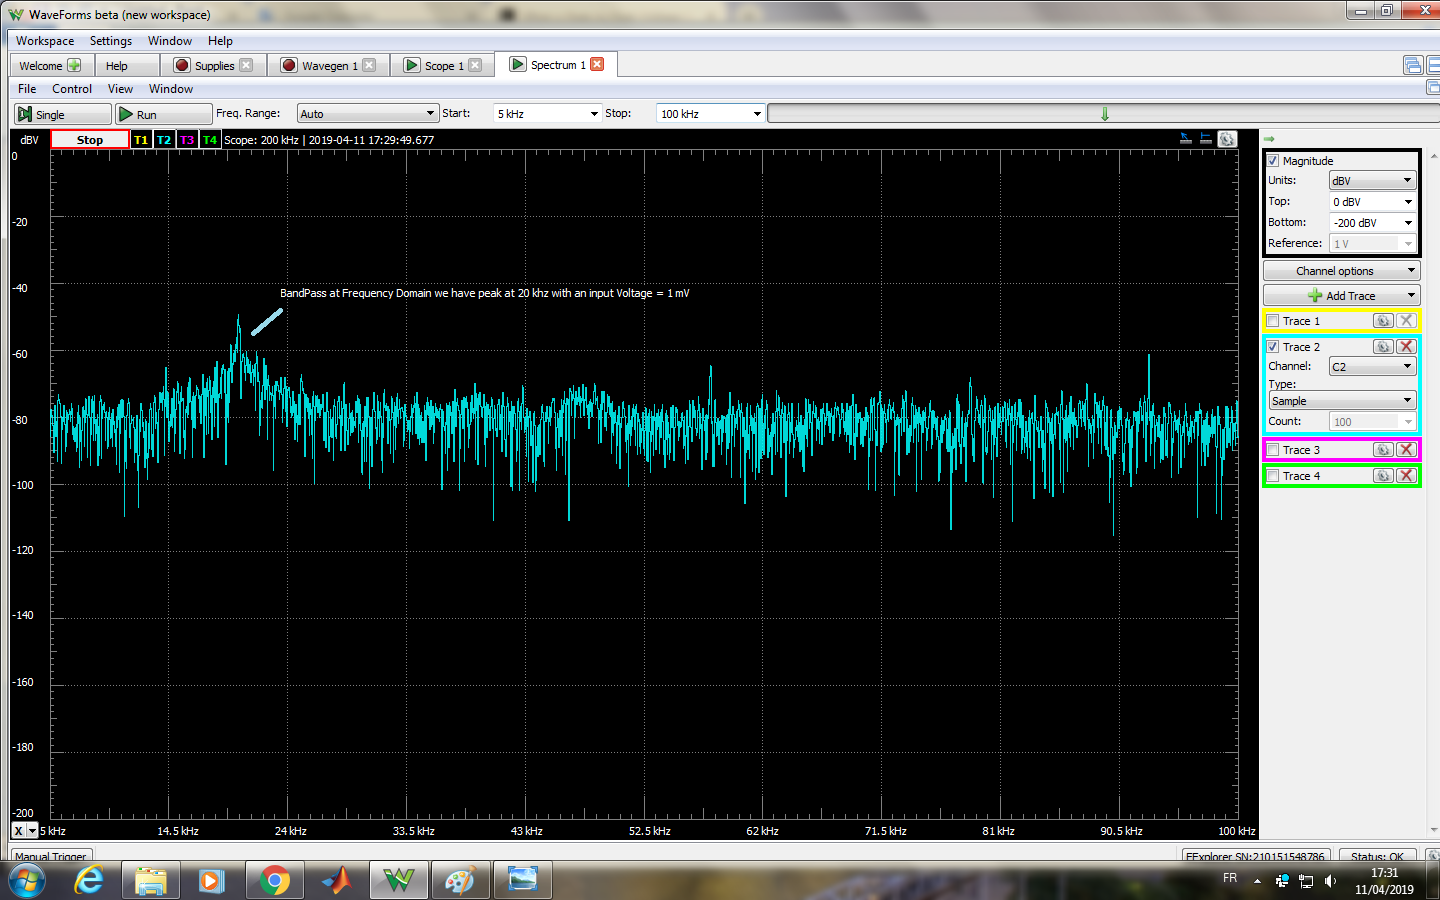 WaveForms beta (new workspace)
Workspace Settings Window Help
Welcome Help Supplies Wavegen 1 Scope 1 Spectrum 1
File Control View Window
Single Run Freq. Range: Auto Start: 5 kHz Stop: 100 kHz
dBV Stop T1 T2 T3 T4 Scope: 200 kHz | 2019-04-11 17:29:49.677
0
-20
-40
-60
-80
-100
-120
-140
-160
-180
-200
BandPass at Frequency Domain we have peak at 20 khz with an input Voltage = 1 mV
X 5 kHz 14.5 kHz 24 kHz 33.5 kHz 43 kHz 52.5 kHz 62 kHz 71.5 kHz 81 kHz 90.5 kHz 100 kHz
Magnitude
Units: dBV
Top: 0 dBV
Bottom: -200 dBV
Reference: 1 V
Channel options
Add Trace
Trace 1
Trace 2
Channel: C2
Type:
Sample
Count: 100
Trace 3
Trace 4
Manual Trigger EExplorer SN:210151548786 Status: OK
FR 17:31
11/04/2019